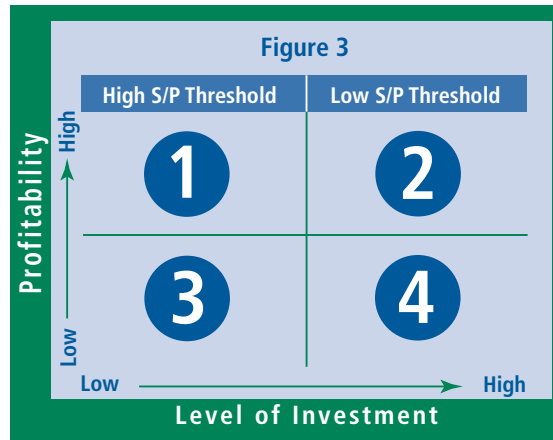 Figure 3
High S/P Threshold
Low S/P Threshold
Profitability
High
Low
1
2
3
4
Low
High
Level of Investment